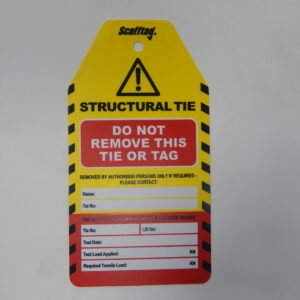 Scafftag.
STRUCTURAL TIE
DO NOT
REMOVE THIS
TIE OR TAG
REMOVED BY AUTHORISED PERSONS ONLY IF REQUIRED -
PLEASE CONTACT:
Name:
Tel No:
Tie No:
Lift No:
Test Date:
Test Load Applied: KN
Required Tensile Load: KN